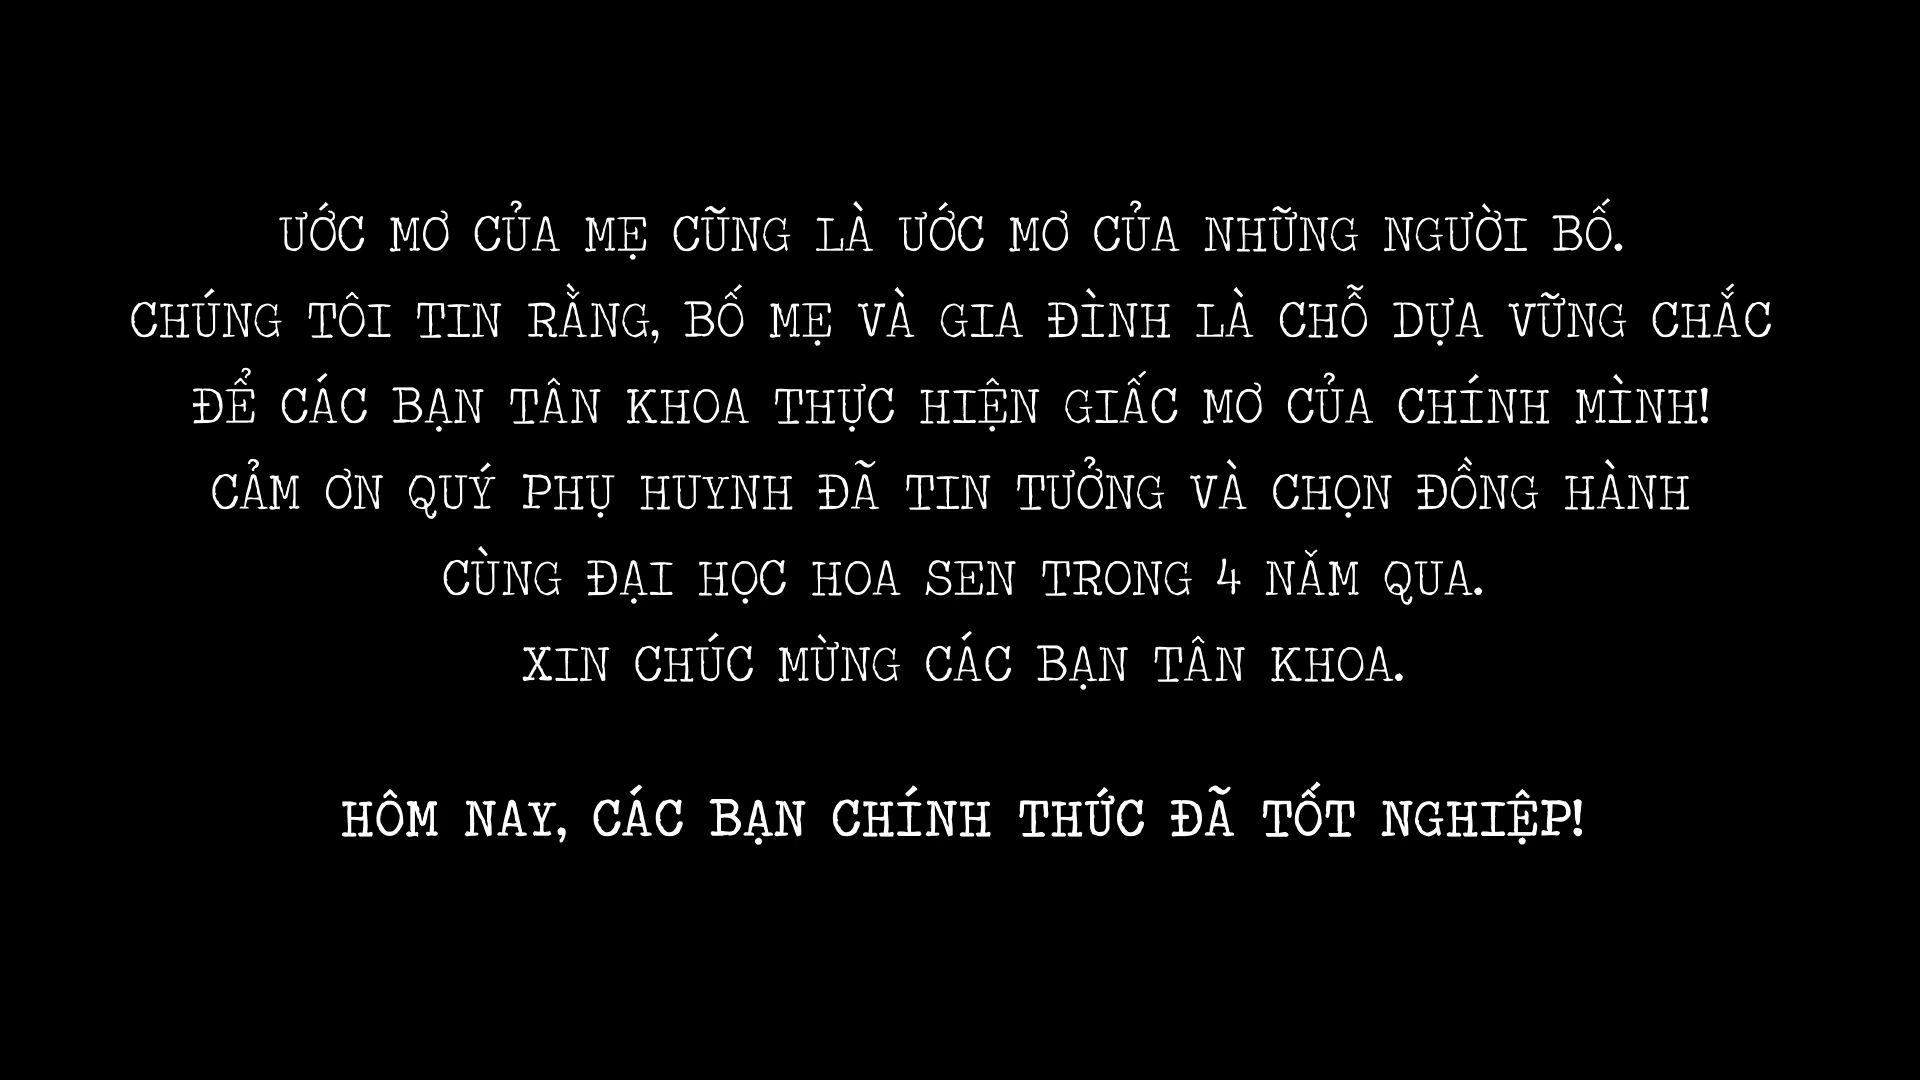 ƯỚC MƠ CỦA MẸ CŨNG LÀ ƯỚC MƠ CỦA NHỮNG NGƯỜI BỐ.
CHÚNG TÔI TIN RẰNG, BỐ MẸ VÀ GIA ĐÌNH LÀ CHỖ DỰA VỮNG CHẮC
ĐỂ CÁC BẠN TÂN KHOA THỰC HIỆN GIẤC MƠ CỦA CHÍNH MÌNH!
CẢM ƠN QUÝ PHỤ HUYNH ĐÃ TIN TƯỞNG VÀ CHỌN ĐỒNG HÀNH
CÙNG ĐẠI HỌC HOA SEN TRONG 4 NĂM QUA.
XIN CHÚC MỪNG CÁC BẠN TÂN KHOA.
HÔM NAY, CÁC BẠN CHÍNH THỨC ĐÃ TỐT NGHIỆP!